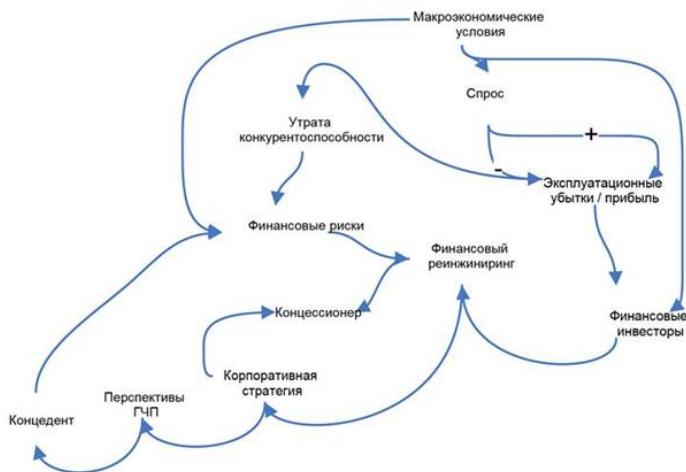 Макроэкономические
условия
Спрос
Утрата
конкурентоспособности
+
-
Эксплуатационные
убытки / прибыль
Финансовые риски
Финансовый
реинжиниринг
Концессионер
Финансовые
инвесторы
Корпоративная
стратегия
Перспективы
ГЧП
Концедент